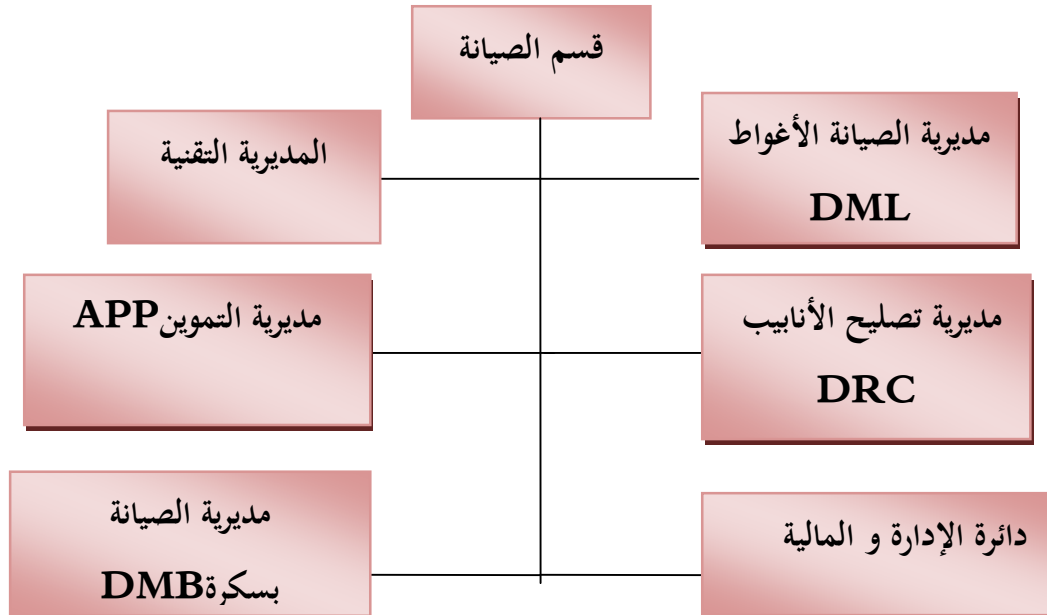 قسم الصيانة
مديرية الصيانة الأغواط
DML
المديرية التقنية
مديرية تصليح الأنابيب
DRC
مديرية التموينAPP
دائرة الإدارة و المالية
مديرية الصيانة
بسكرةDMB